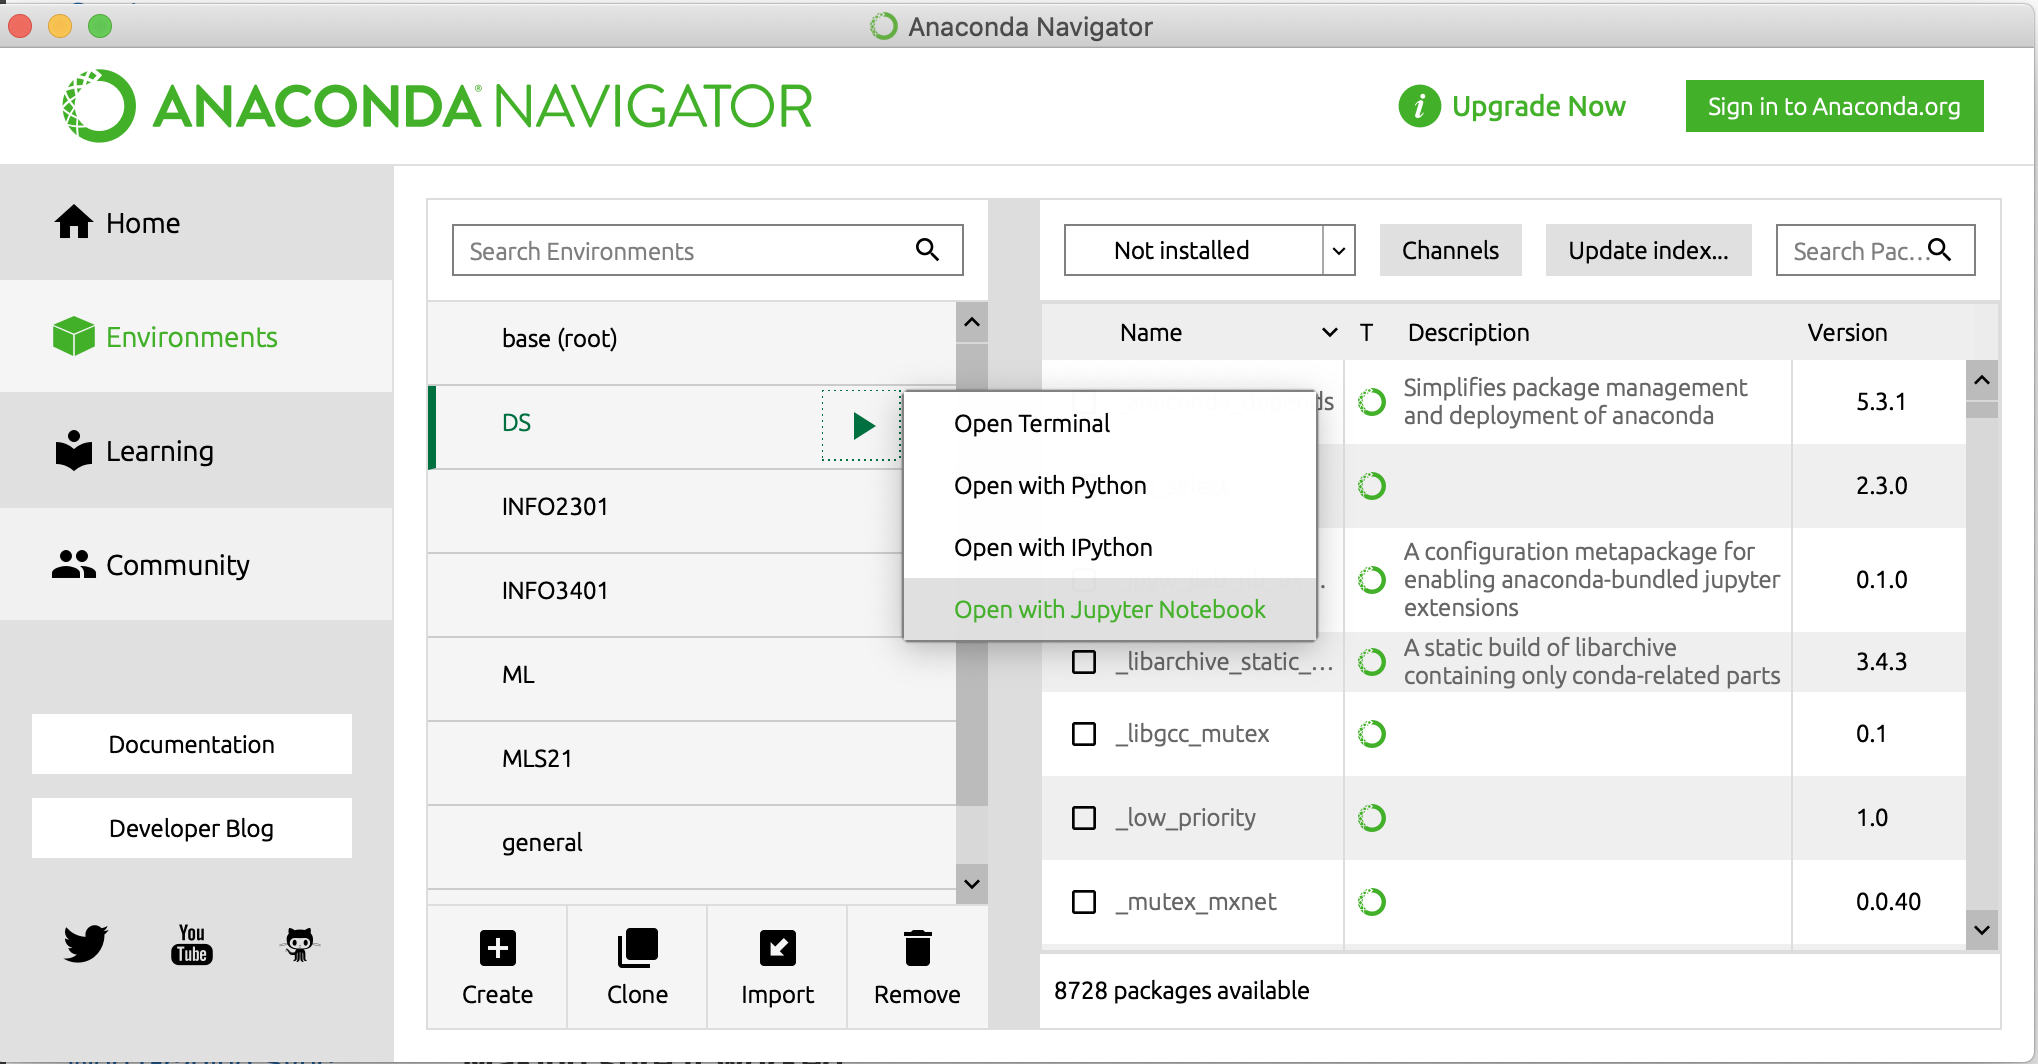 Anaconda Navigator
ANACONDA® NAVIGATOR
Upgrade Now
Sign in to Anaconda.org
Home
Environments
Learning
Community
Documentation
Developer Blog
You
Tube
Search Environments
base (root)
DS
INFO2301
INFO3401
ML
MLS21
general
Create
Clone
Import
Remove
Open Terminal
Open with Python
Open with IPython
Open with Jupyter Notebook
Not installed
Channels
Update index...
Search Pac...
Name
T
Description
Version
Simplifies package management
and deployment of anaconda
5.3.1
2.3.0
A configuration metapackage for
enabling anaconda-bundled jupyter
extensions
0.1.0
_libarchive_static_...
A static build of libarchive
containing only conda-related parts
3.4.3
_libgcc_mutex
0.1
_low_priority
1.0
_mutex_mxnet
0.0.40
8728 packages available